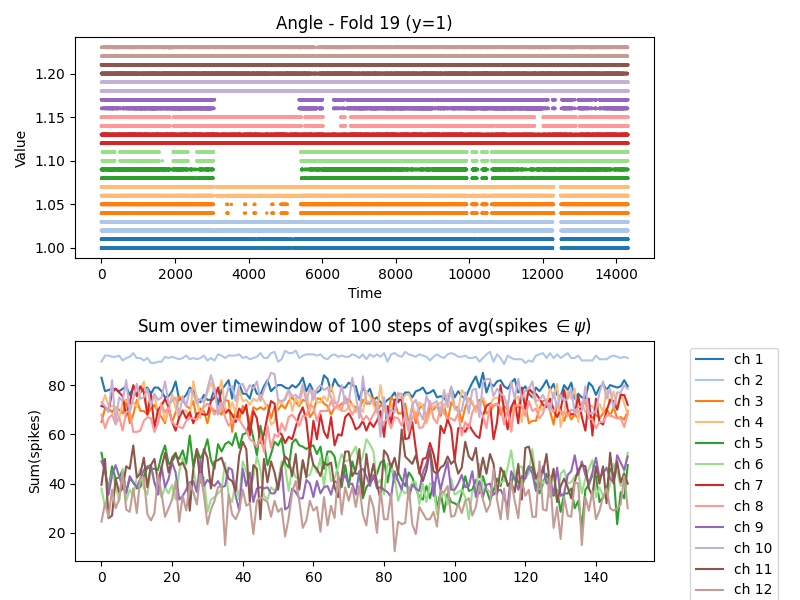 Angle - Fold 19 (y=1)
1.20
1.15
1.10
1.05
1.00
Value
0 2000 4000 6000 8000 10000 12000 14000
Time
Sum over timewindow of 100 steps of avg(spikes ∈ψ)
80
60
40
20
Sum(spikes)
0 20 40 60 80 100 120 140
ch 1
ch 2
ch 3
ch 4
ch 5
ch 6
ch 7
ch 8
ch 9
ch 10
ch 11
ch 12